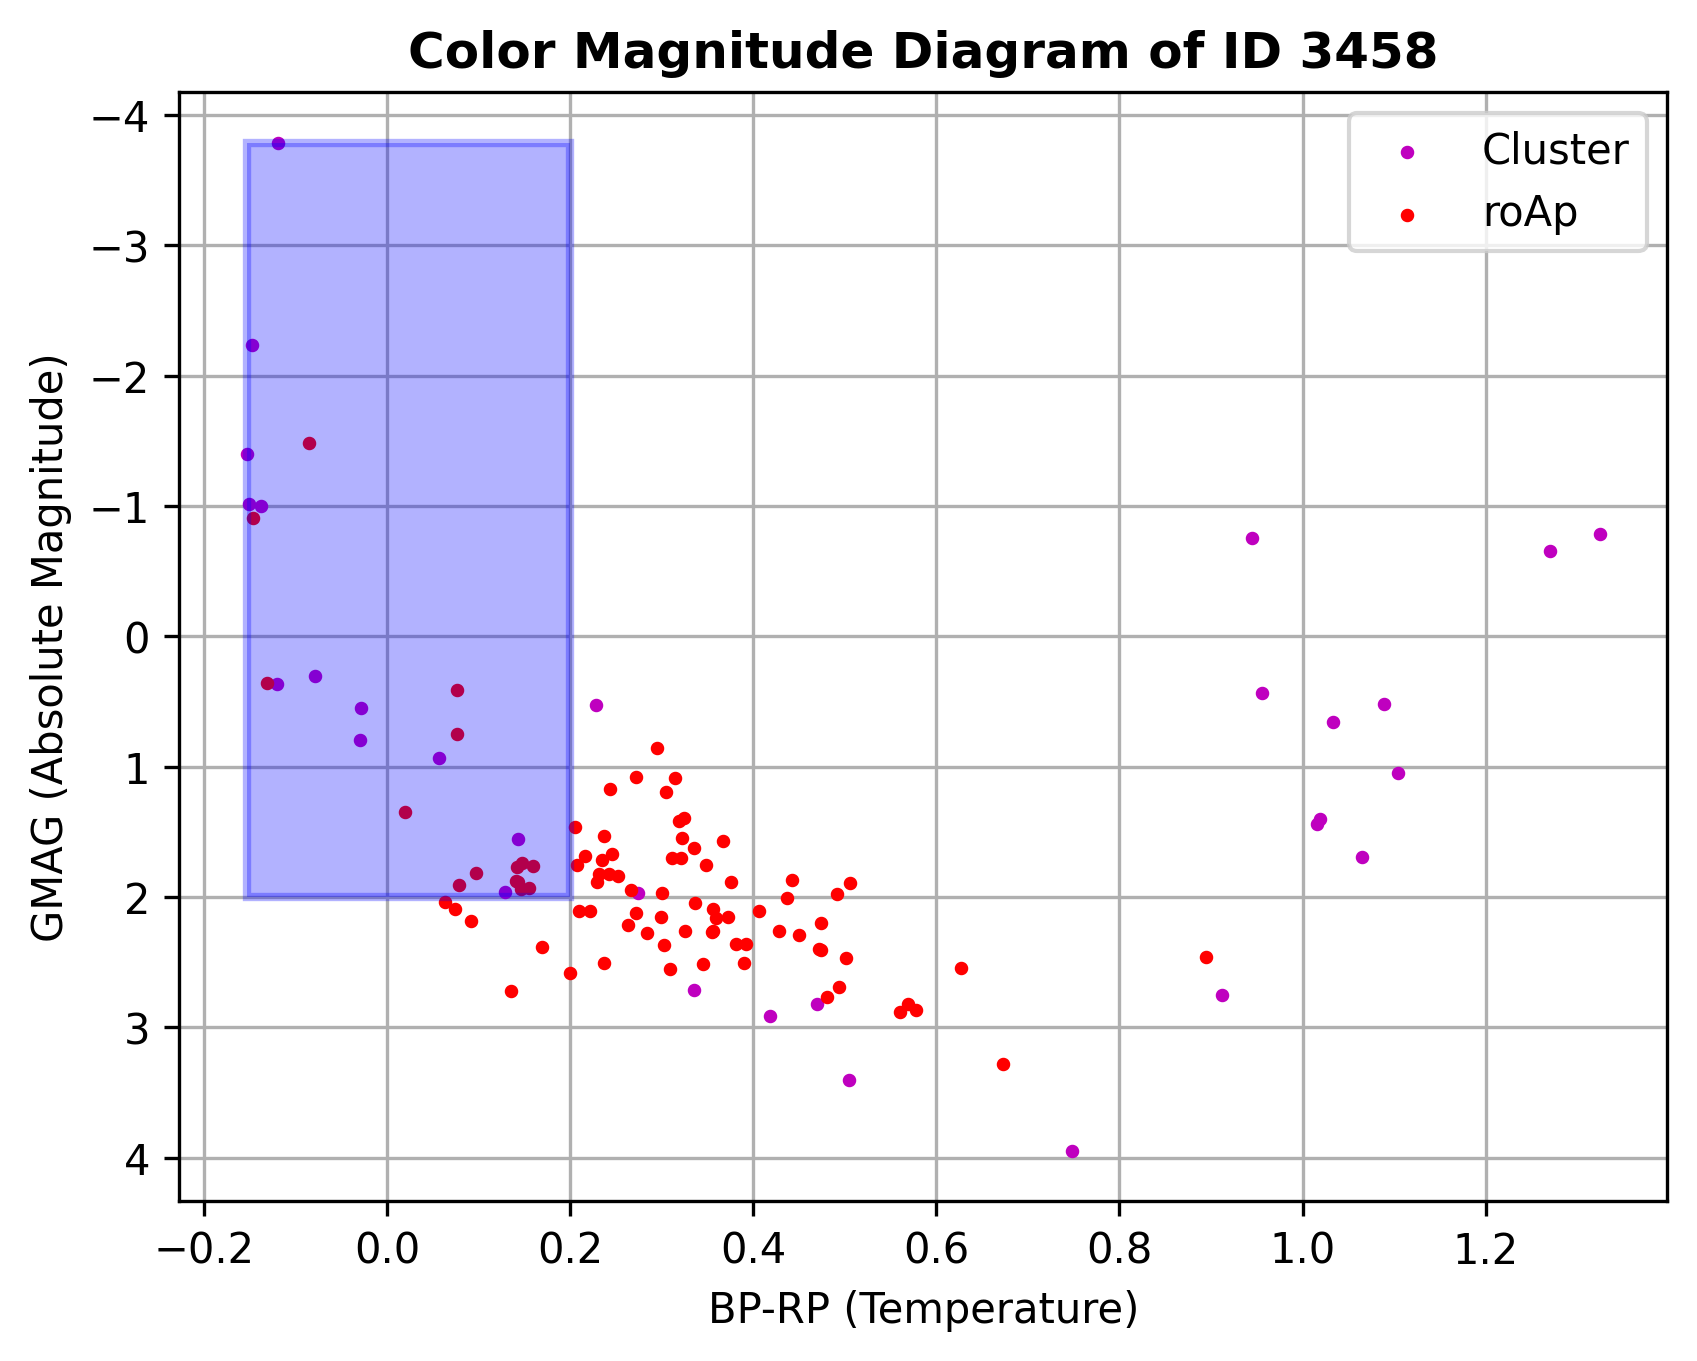 Color Magnitude Diagram of ID 3458
Cluster
roAp
−4
−3
−2
−1
0
1
2
3
4
GMAG (Absolute Magnitude)
−0.2 0.0 0.2 0.4 0.6 0.8 1.0 1.2
BP-RP (Temperature)